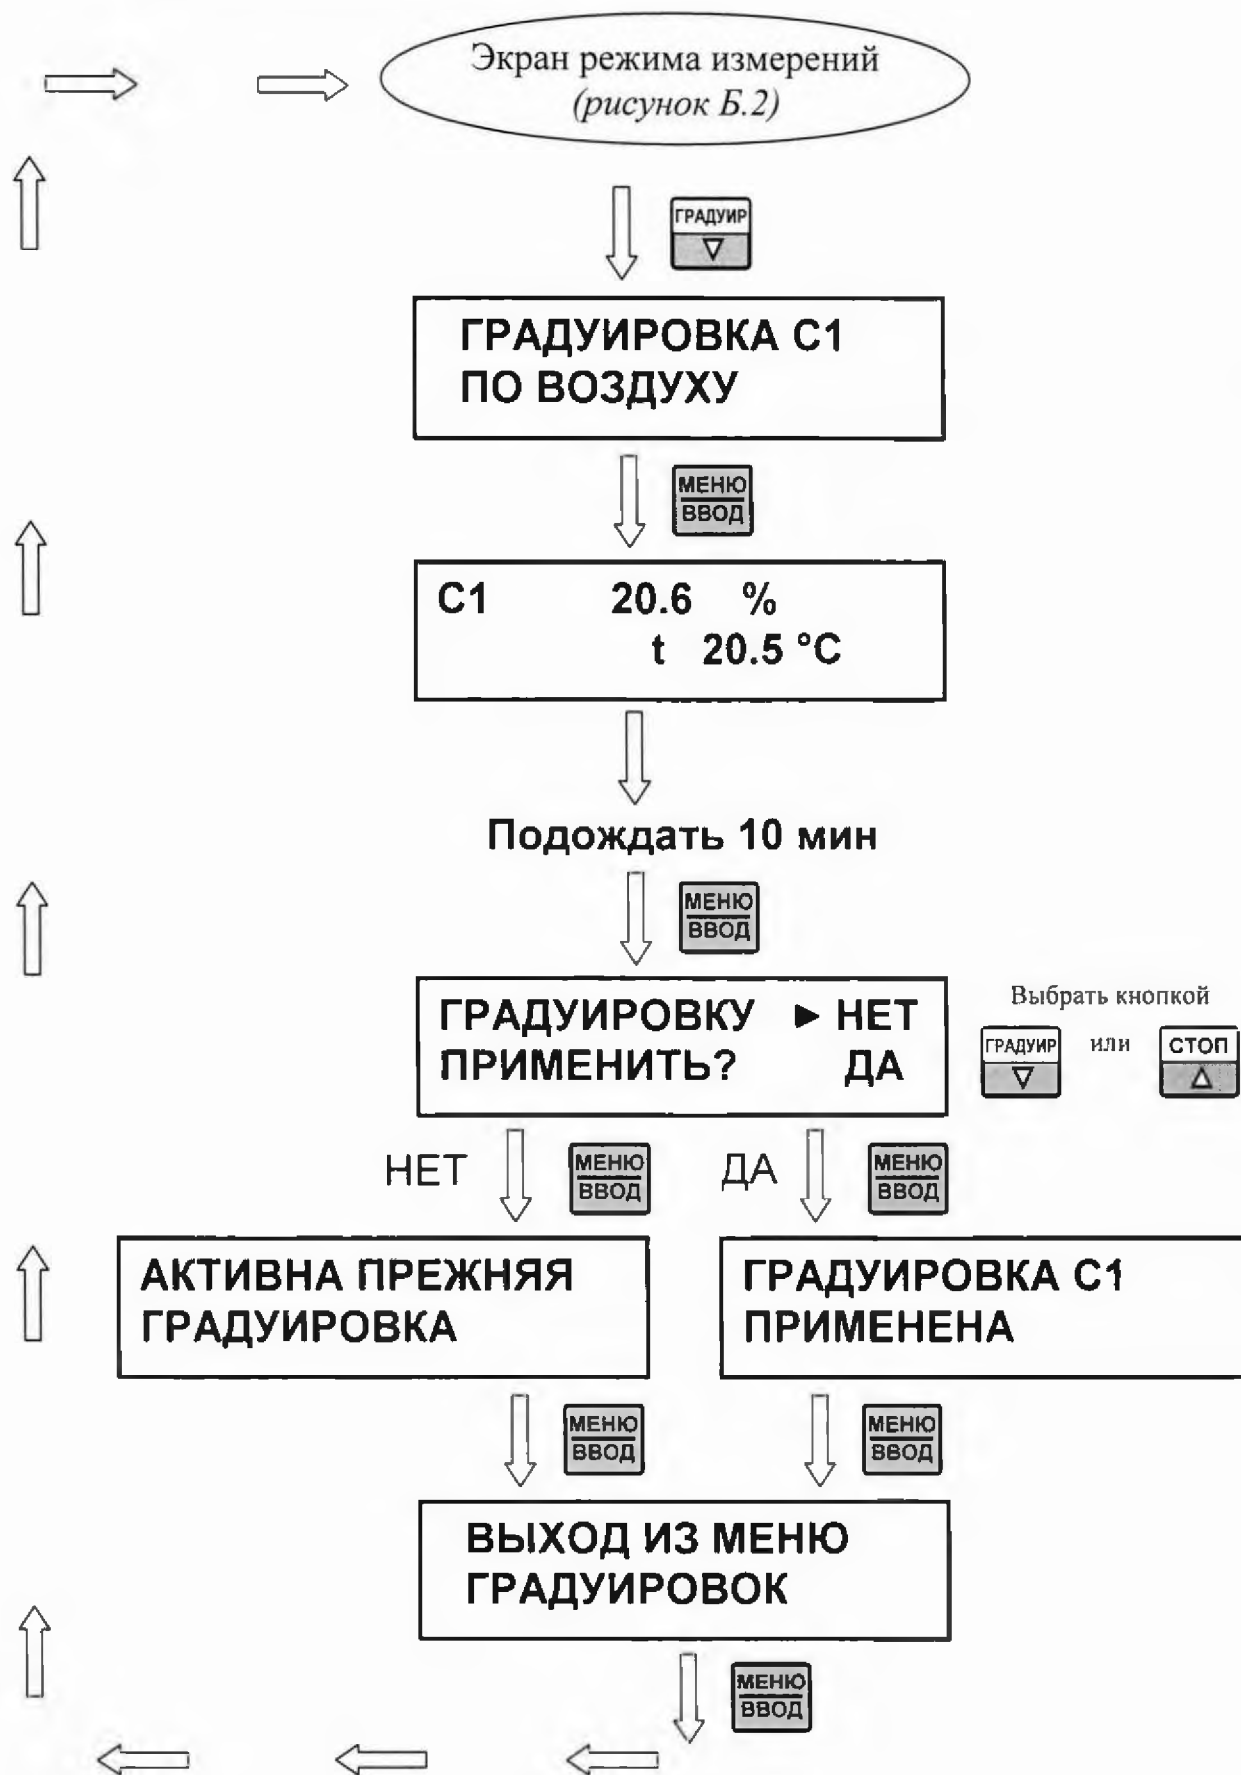 Экран режима измерений
(рисунок Б.2)
ГРАДУИР
ГРАДУИРОВКА С1
ПО ВОЗДУХУ
МЕНЮ
ВВОД
С1 20.6 %
t 20.5 °С
Подождать 10 мин
МЕНЮ
ВВОД
ГРАДУИРОВКУ ► НЕТ
ПРИМЕНИТЬ? ДА
Выбрать кнопкой
ГРАДУИР или СТОП
НЕТ
МЕНЮ
ВВОД
ДА
МЕНЮ
ВВОД
АКТИВНА ПРЕЖНЯЯ
ГРАДУИРОВКА
ГРАДУИРОВКА С1
ПРИМЕНЕНА
МЕНЮ
ВВОД
МЕНЮ
ВВОД
ВЫХОД ИЗ МЕНЮ
ГРАДУИРОВОК
МЕНЮ
ВВОД